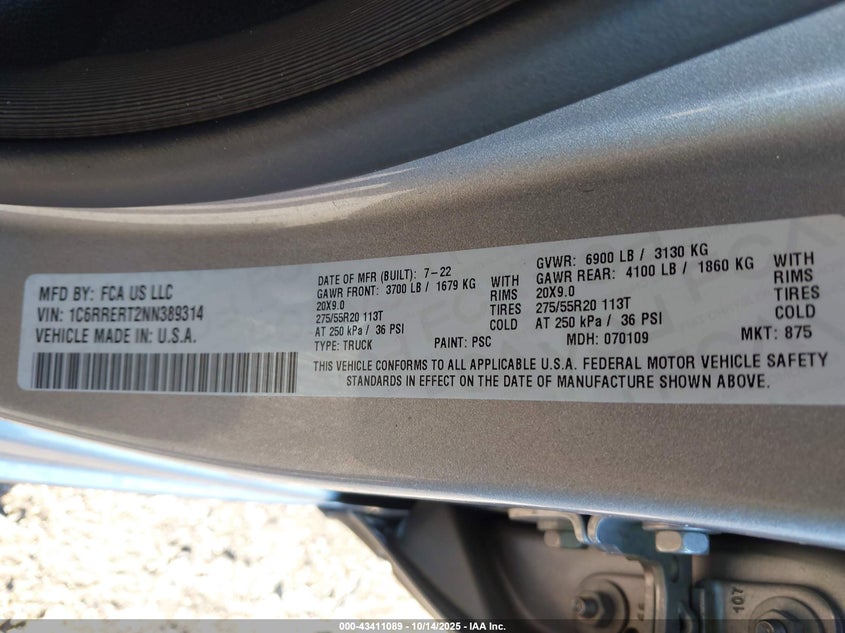 MFD BY: FCA US LLC
VIN: 1C6RRERT2NN389314
VEHICLE MADE IN U.S.A.
DATE OF MFR (BUILT): 7-22
GAWR FRONT: 3700 LB / 1679 KG WITH
20X9.0 RIMS
275/55R20 113T TIRES
AT 250 kPa / 36 PSI COLD
GVWR: 6900 LB / 3130 KG
GAWR REAR: 4100 LB / 1860 KG WITH
20X9.0 RIMS
275/55R20 113T TIRES
AT 250 kPa / 36 PSI COLD
TYPE: TRUCK PAINT: PSC MDH: 070109 MKT: 875
THIS VEHICLE CONFORMS TO ALL APPLICABLE U.S.A. FEDERAL MOTOR VEHICLE SAFETY
STANDARDS IN EFFECT ON THE DATE OF MANUFACTURE SHOWN ABOVE.
107
000-43411089 - 10/14/2025 - IAA Inc.